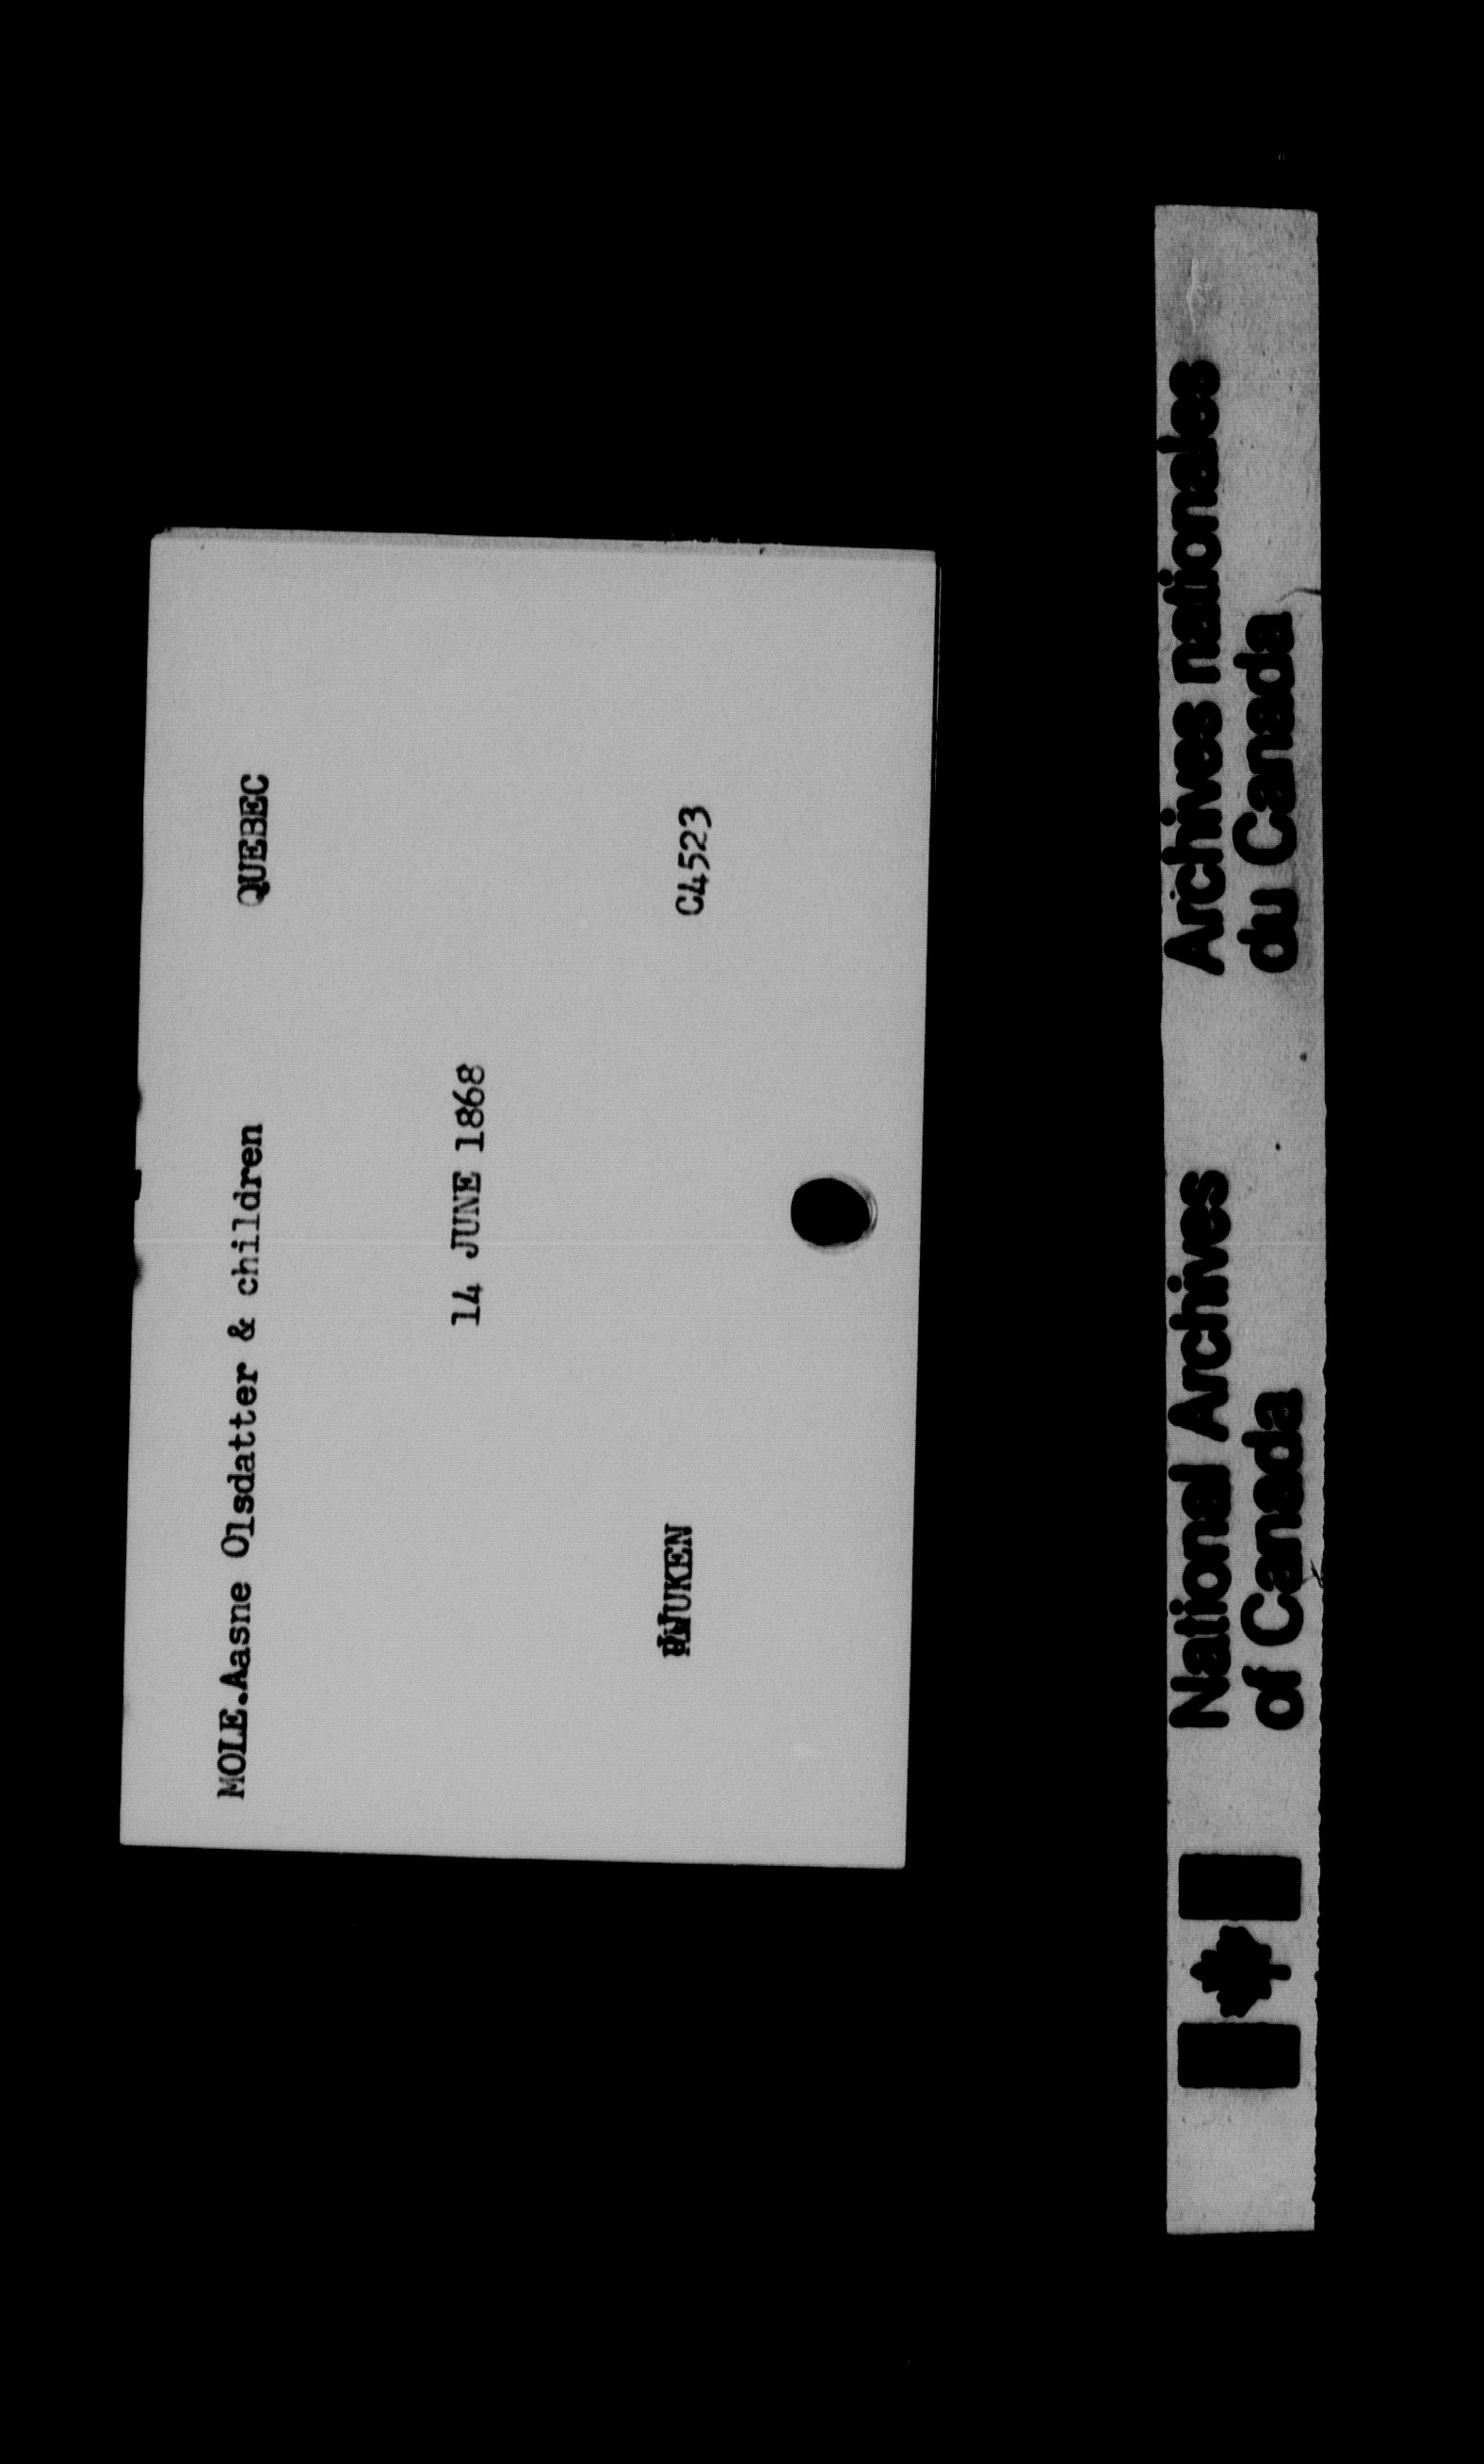 MOLE.Aasne Olsdatter & children QUEBEC
14 JUNE 1868
C4523
National Archives
of Canada
Archives nationales
du Canada